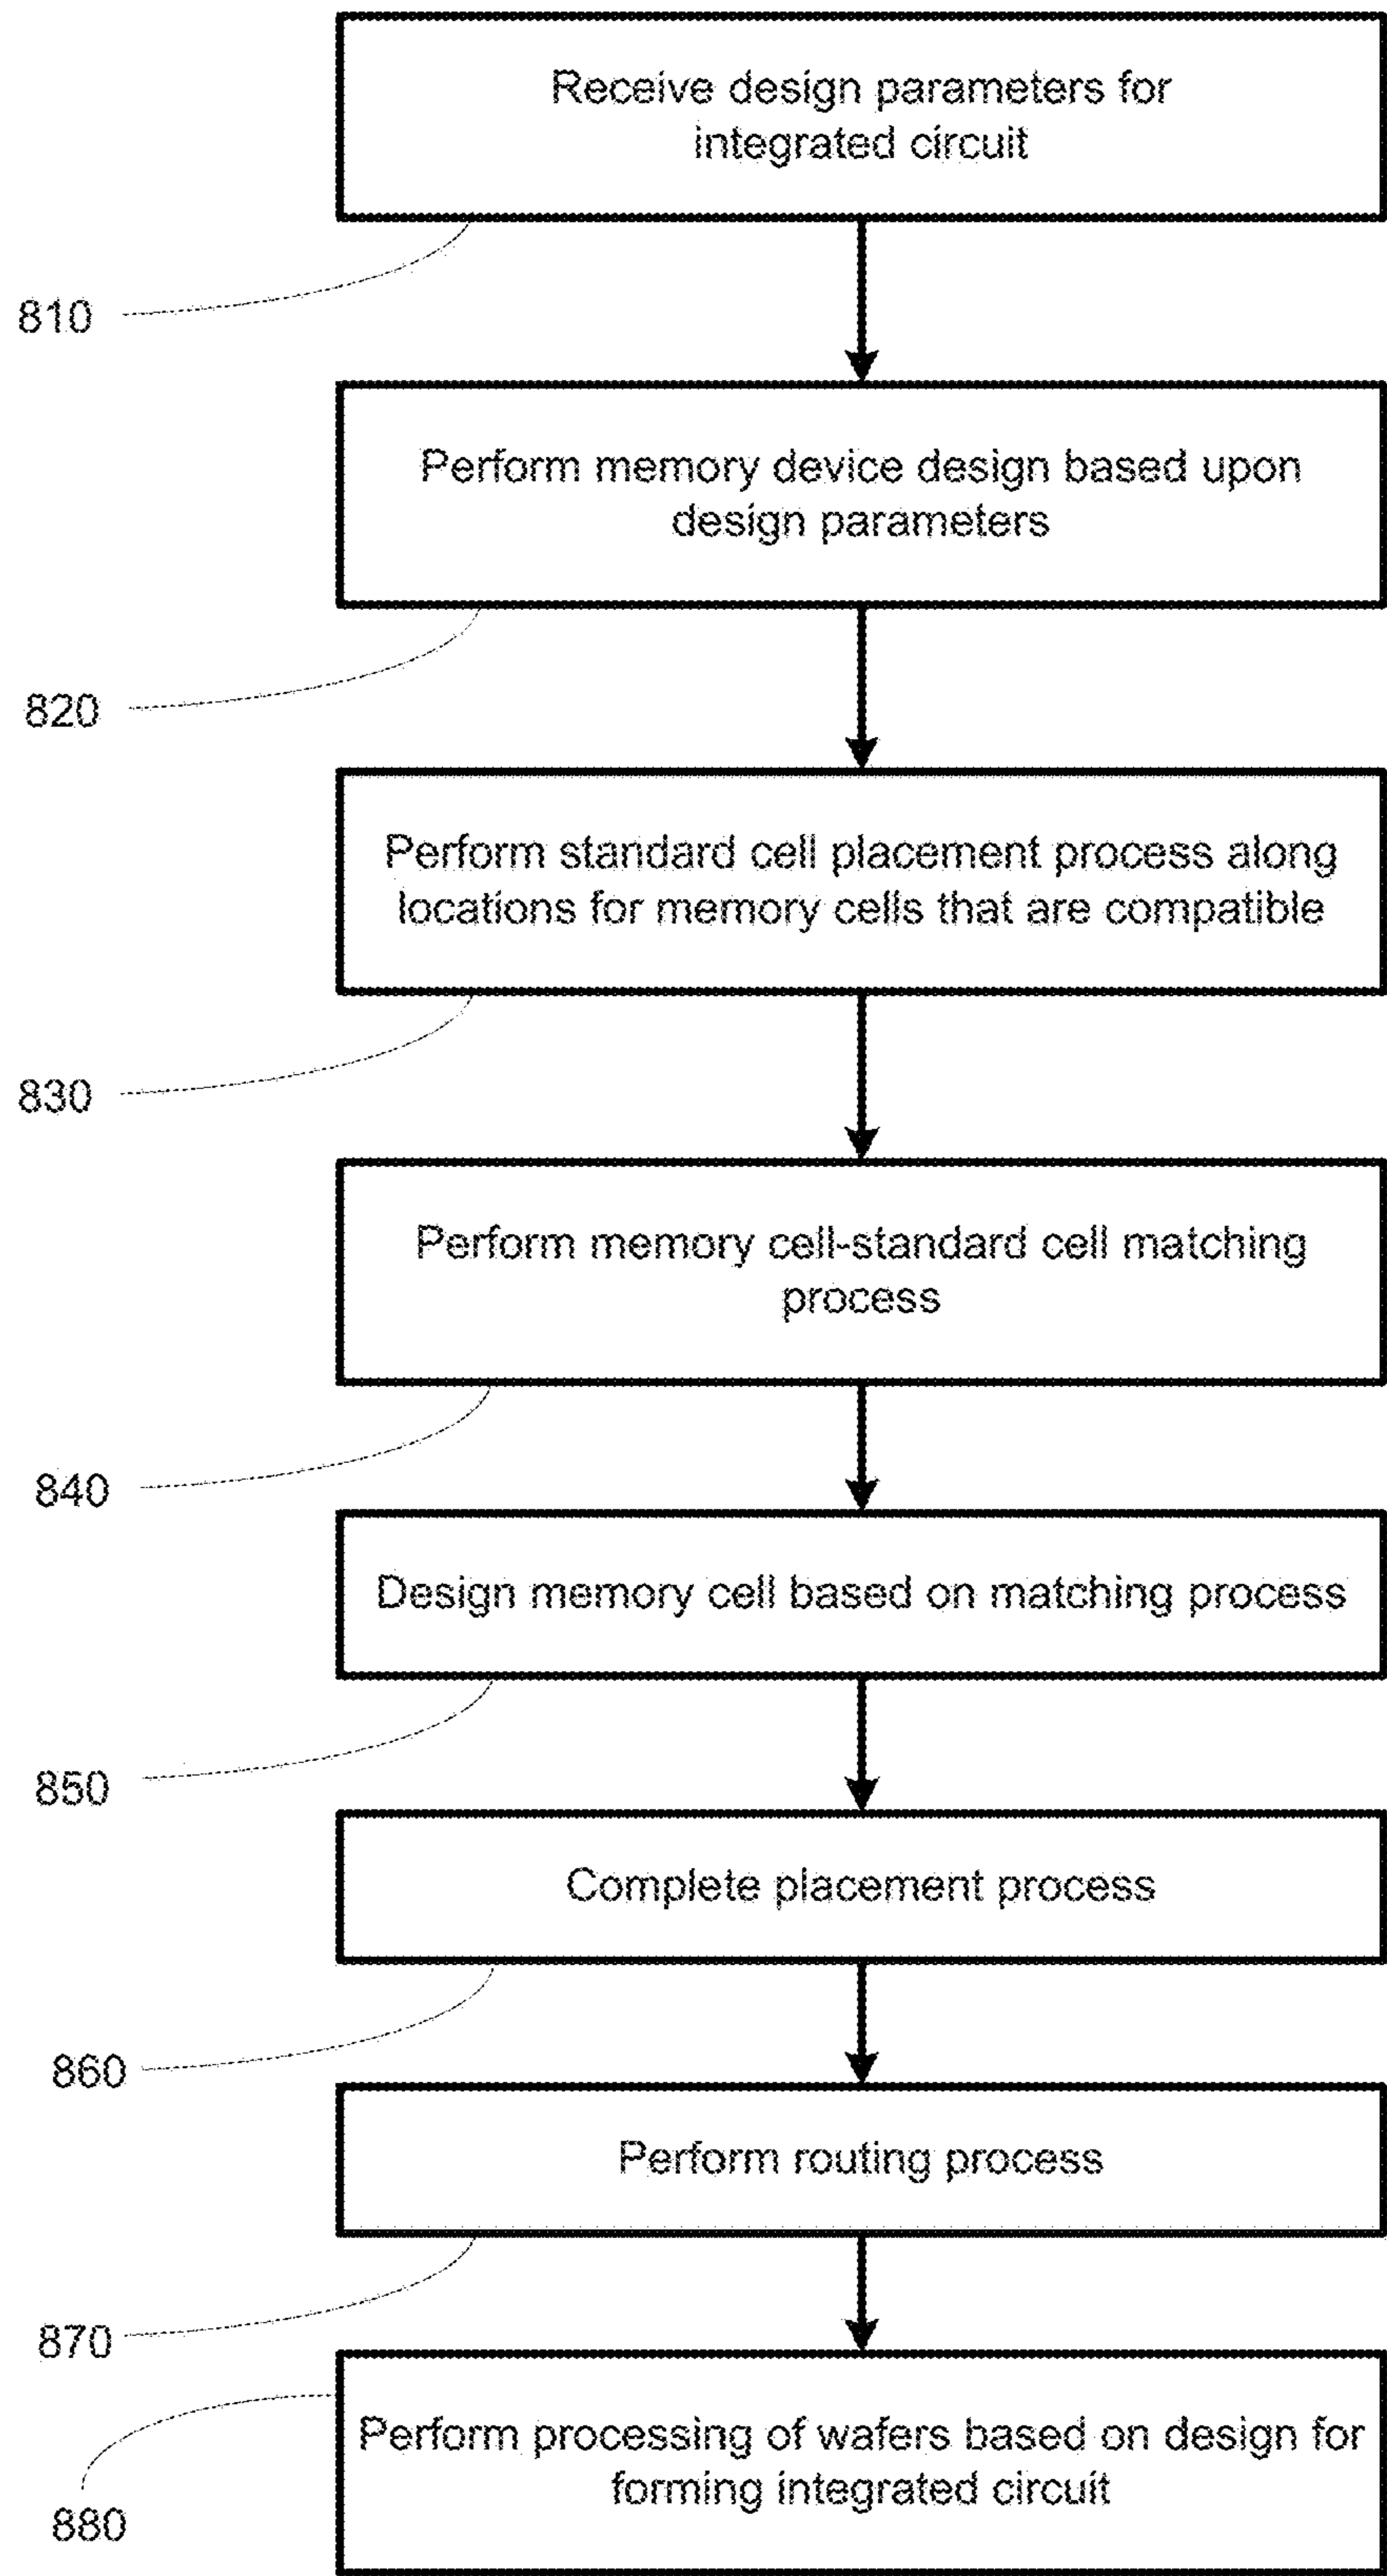 Receive design parameters for
integrated circuit
810
Perform memory device design based upon
design parameters
820
Perform standard cell placement process along
locations for memory cells that are compatible
830
Perform memory cell-standard cell matching
process
840
Design memory cell based on matching process
850
Complete placement process
860
Perform routing process
870
Perform processing of wafers based on design for
forming integrated circuit
880